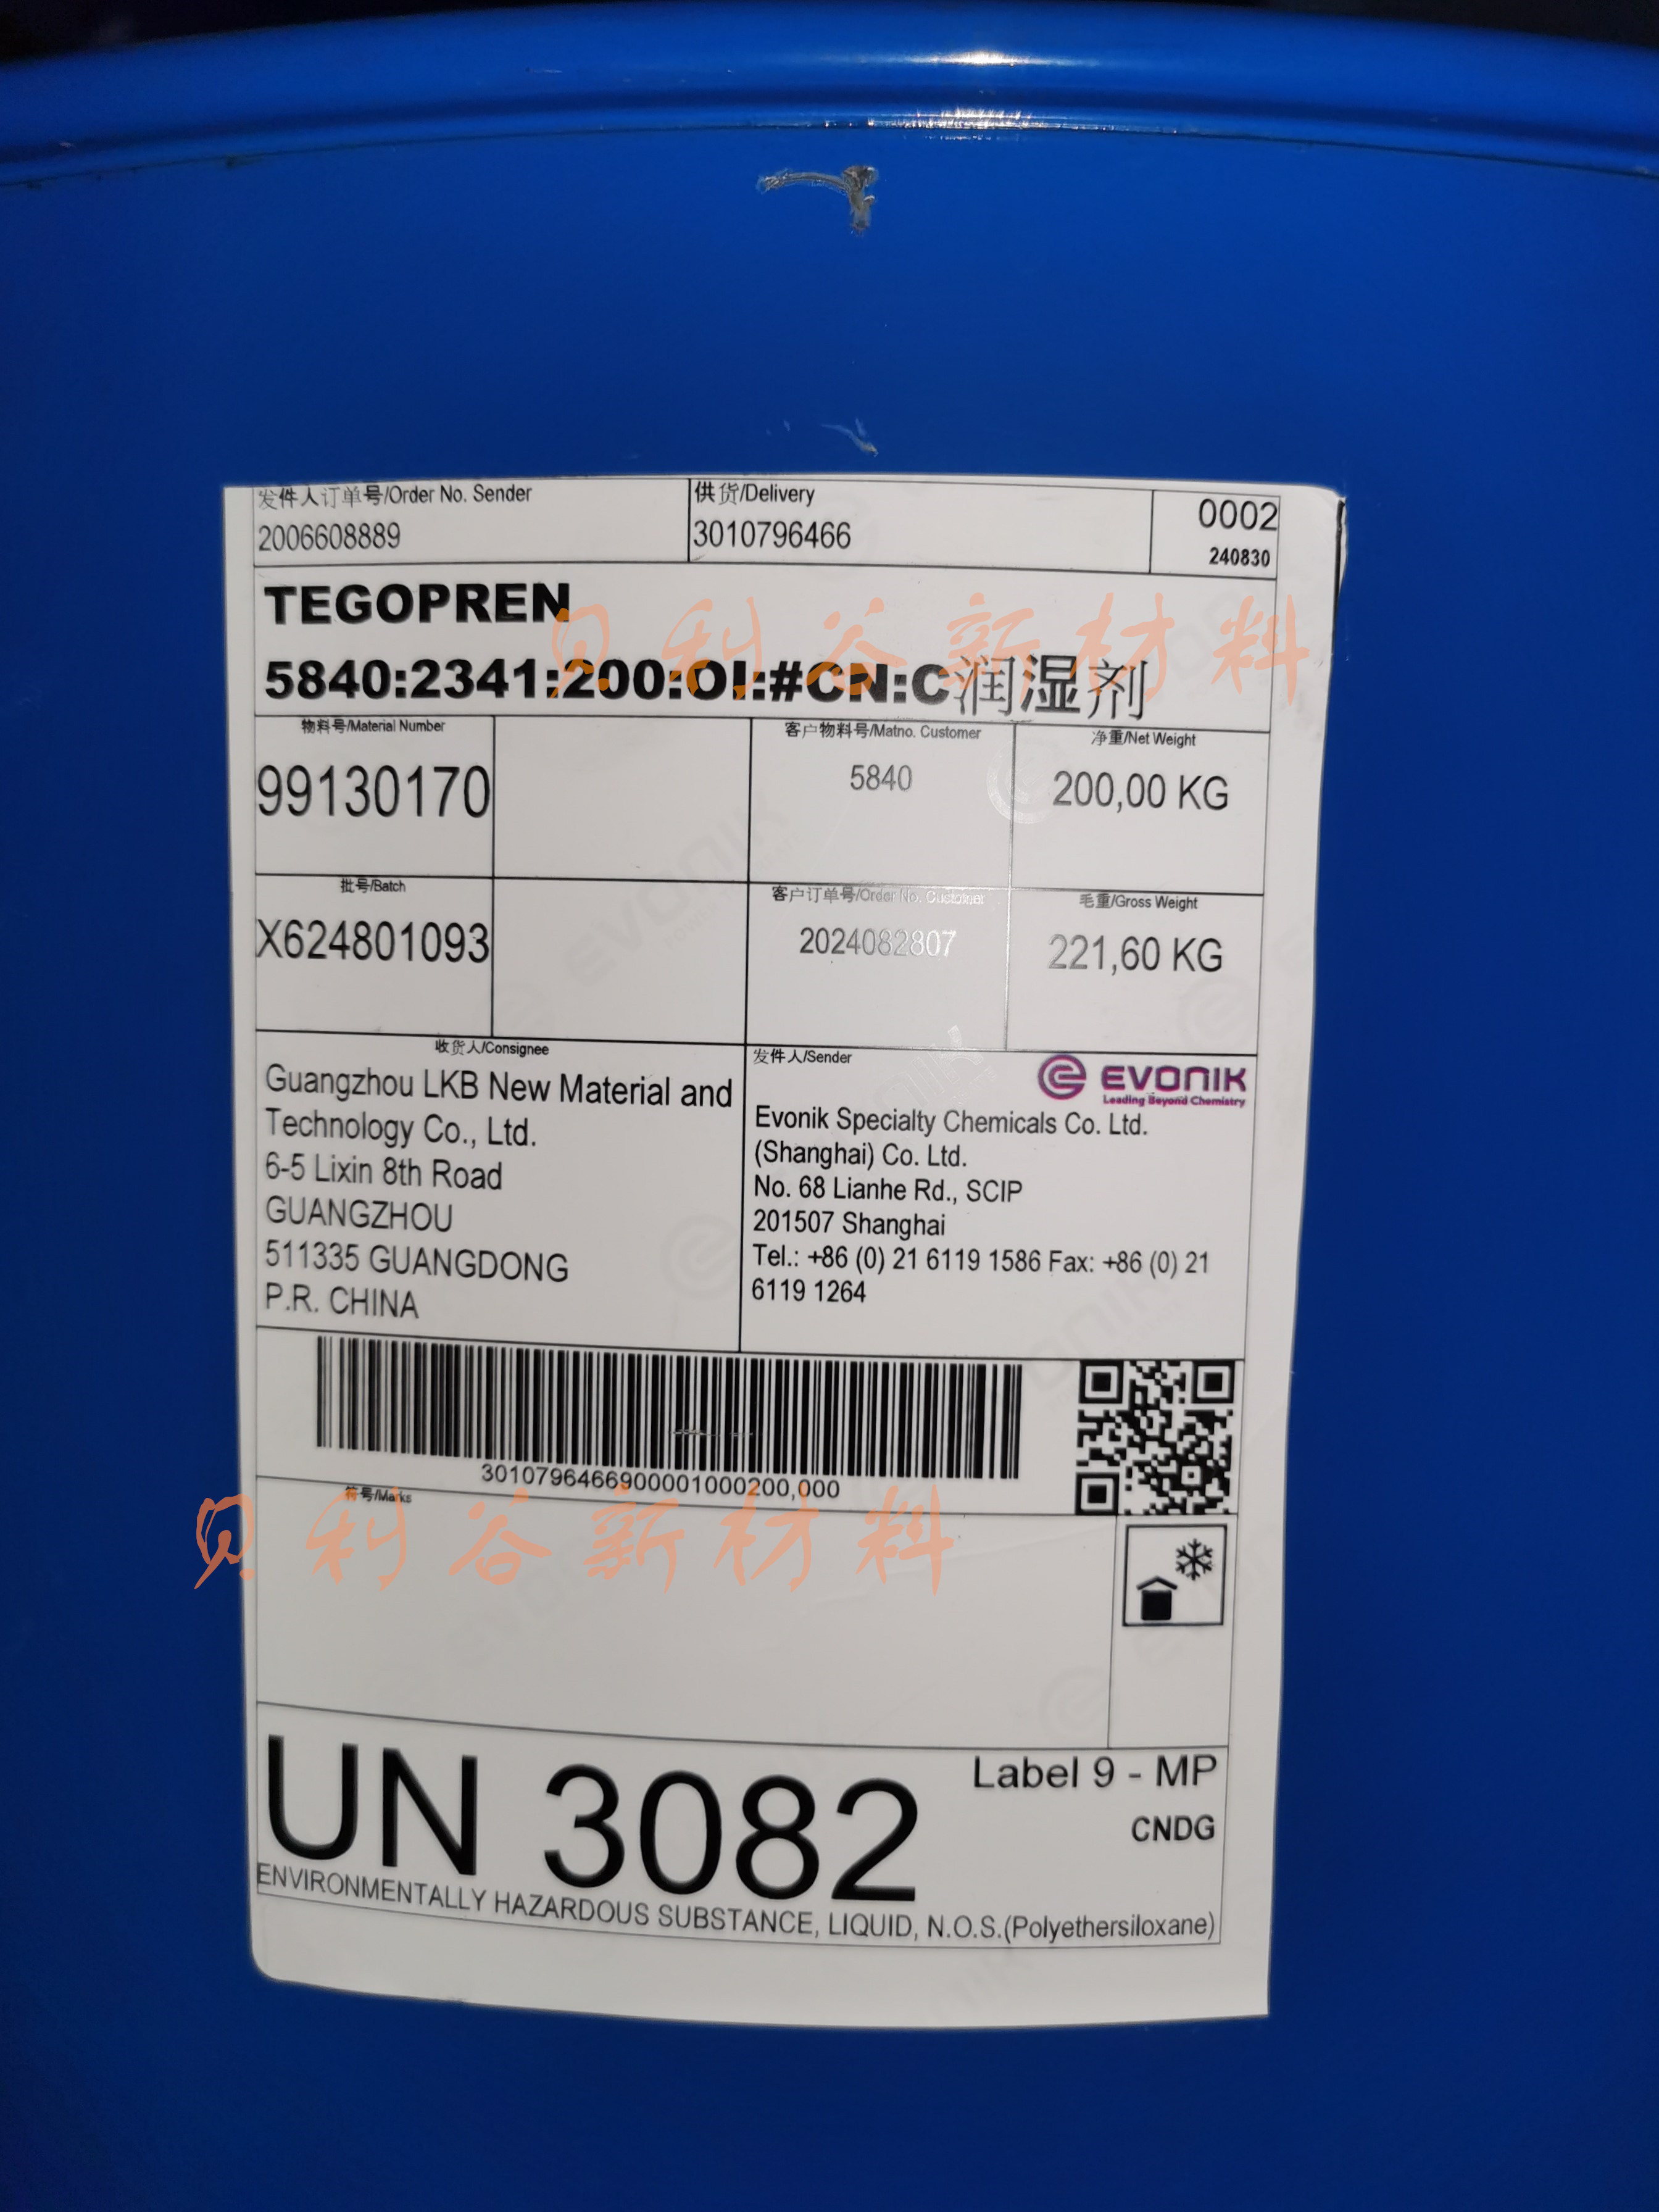 发件人订单号/Order No. Sender
2006608889
供货/Delivery
3010796466
0002
240830
TEGOPREN
5840:2341:200:OI:#CN:C润湿剂
贝利谷新材料
物料号/Material Number
99130170
客户物料号/Matno. Customer
5840
净重/Net Weight
200,00 KG
批号/Batch
X624801093
客户订单号/Order No. Customer
2024082807
毛重/Gross Weight
221,60 KG
收货人/Consignee
Guangzhou LKB New Material and
Technology Co., Ltd.
6-5 Lixin 8th Road
GUANGZHOU
511335 GUANGDONG
P.R. CHINA
发件人/Sender
EVONIK
Leading Beyond Chemistry
Evonik Specialty Chemicals Co. Ltd.
(Shanghai) Co. Ltd.
No. 68 Lianhe Rd., SCIP
201507 Shanghai
Tel.: +86 (0) 21 6119 1586 Fax: +86 (0) 21
6119 1264
3010796466900001000200,000
符号/Marks
贝利谷新材料
UN 3082
Label 9 - MP
CNDG
ENVIRONMENTALLY HAZARDOUS SUBSTANCE, LIQUID, N.O.S.(Polyethersiloxane)